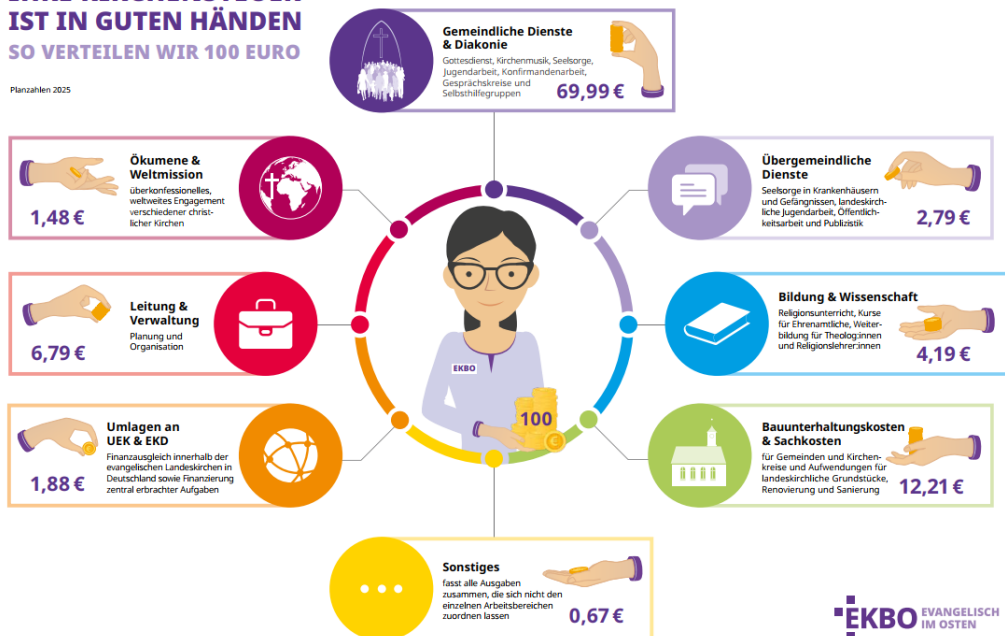 IHRE KIRCHENSTEUER
IST IN GUTEN HÄNDEN
SO VERTEILEN WIR 100 EURO
Planzahlen 2025
Gemeindliche Dienste
& Diakonie
Gottesdienst, Kirchenmusik, Seelsorge,
Jugendarbeit, Konfirmandenarbeit,
Gesprächskreise und
Selbsthilfegruppen
69,99 €
Ökumene &
Weltmission
überkonfessionelles,
weltweites Engagement
verschiedener christ-
licher Kirchen
1,48 €
Übergemeindliche
Dienste
Seelsorge in Krankenhäusern
und Gefängnissen, landeskirch-
liche Jugendarbeit, Öffentlich-
keitsarbeit und Publizistik
2,79 €
Leitung &
Verwaltung
Planung und
Organisation
6,79 €
Bildung & Wissenschaft
Religionsunterricht, Kurse
für Ehrenamtliche, Weiter-
bildung für Theolog:innen
und Religionslehrer:innen
4,19 €
EKBO
100
€
Umlagen an
UEK & EKD
Finanzausgleich innerhalb der
evangelischen Landeskirchen in
Deutschland sowie Finanzierung
zentral erbrachter Aufgaben
1,88 €
Bauunterhaltungskosten
& Sachkosten
für Gemeinden und Kirchen-
kreise und Aufwendungen für
landeskirchliche Grundstücke,
Renovierung und Sanierung
12,21 €
Sonstiges
fasst alle Ausgaben
zusammen, die sich nicht den
einzelnen Arbeitsbereichen
zuordnen lassen
0,67 €
EKBO EVANGELISCH
IM OSTEN